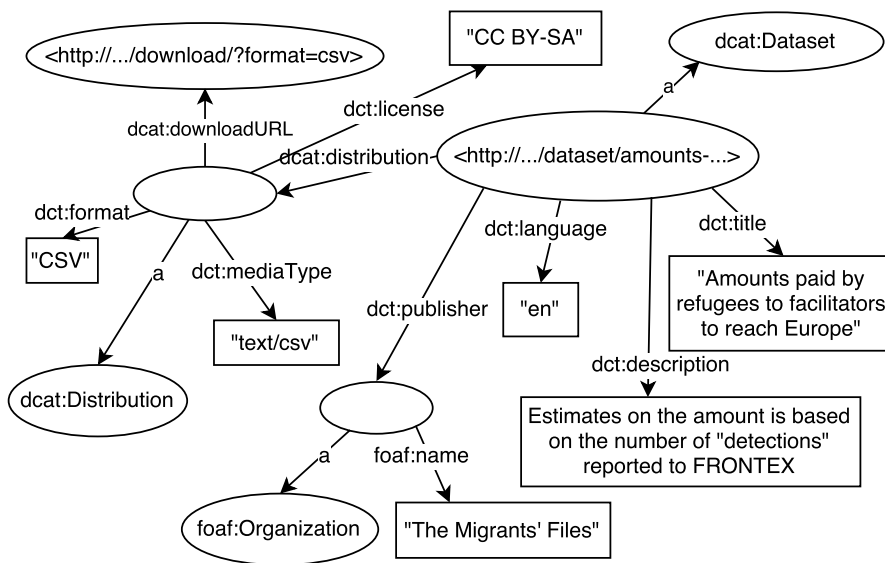 <http://.../download/?format=csv>
"CC BY-SA"
dcat:Dataset
a
dct:license
dcat:downloadURL
dcat:distribution
<http://.../dataset/amounts-...>
dct:format
dct:title
dct:language
"CSV"
a
dct:mediaType
"Amounts paid by
refugees to facilitators
to reach Europe"
dct:publisher
"en"
"text/csv"
dct:description
dcat:Distribution
Estimates on the amount is based
on the number of "detections"
reported to FRONTEX
a
foaf:name
foaf:Organization
"The Migrants' Files"